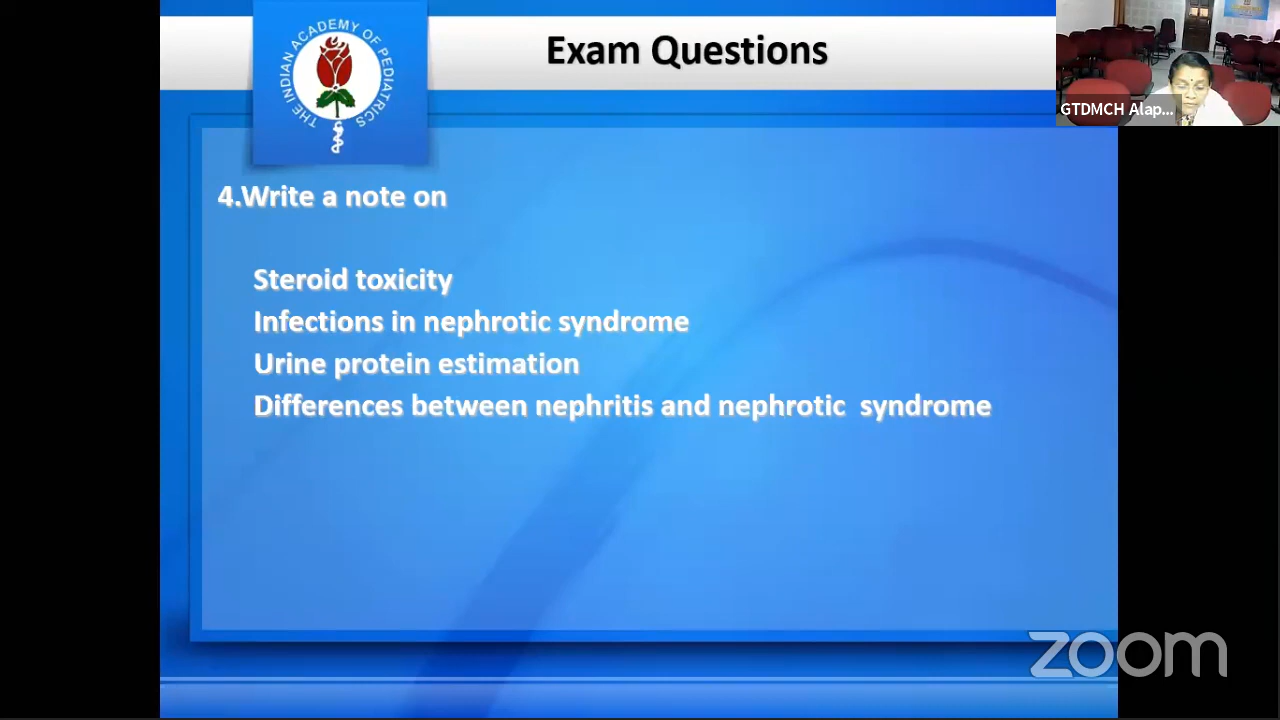 Exam Questions
THE INDIAN ACADEMY OF PEDIATRICS
GTDMCH Alap...
4.Write a note on
Steroid toxicity
Infections in nephrotic syndrome
Urine protein estimation
Differences between nephritis and nephrotic syndrome
zoom